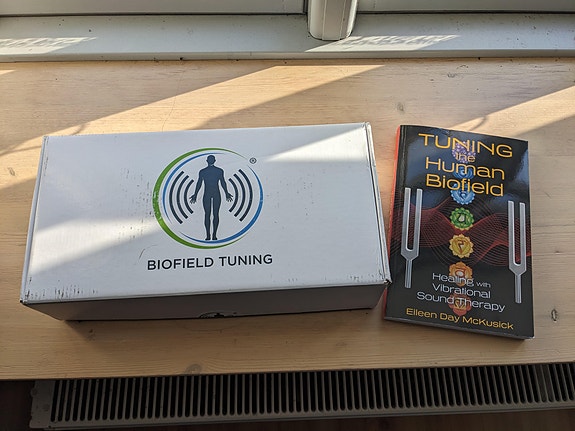 ®
BIOFIELD TUNING
TUNING
the
Human
Biofield
Healing with
Vibrational
Sound Therapy
Eileen Day McKusick